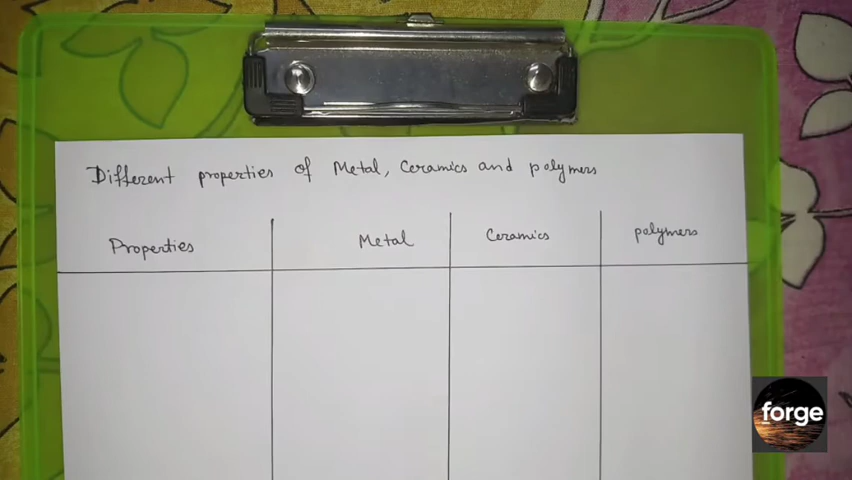 Different properties of Metal, Ceramics and polymers
Properties Metal Ceramics polymers
forge